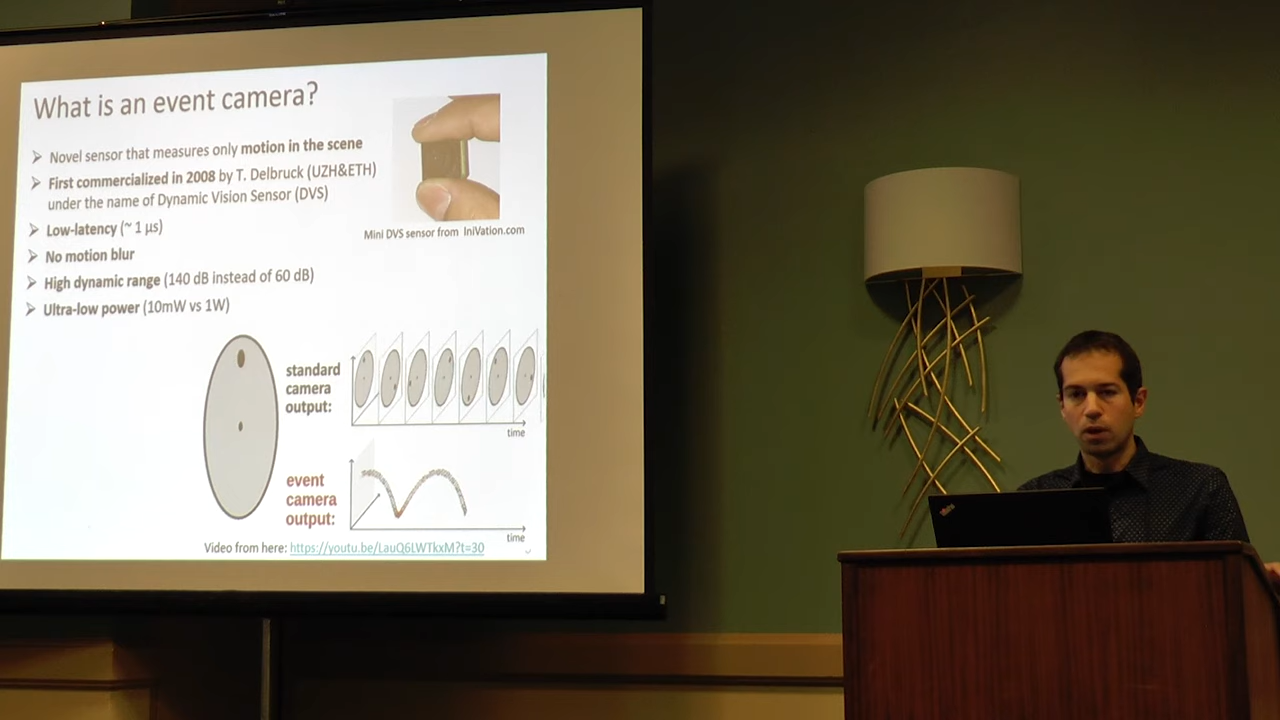 What is an event camera?
Novel sensor that measures only motion in the scene
First commercialized in 2008 by T. Delbruck (UZH&ETH)
under the name of Dynamic Vision Sensor (DVS)
Low-latency (~ 1 μs)
No motion blur
High dynamic range (140 dB instead of 60 dB)
Ultra-low power (10mW vs 1W)
Mini DVS sensor from IniVation.com
standard
camera
output:
time
event
camera
output:
time
Video from here: https://youtu.be/LauQ6LWTkxM?t=30